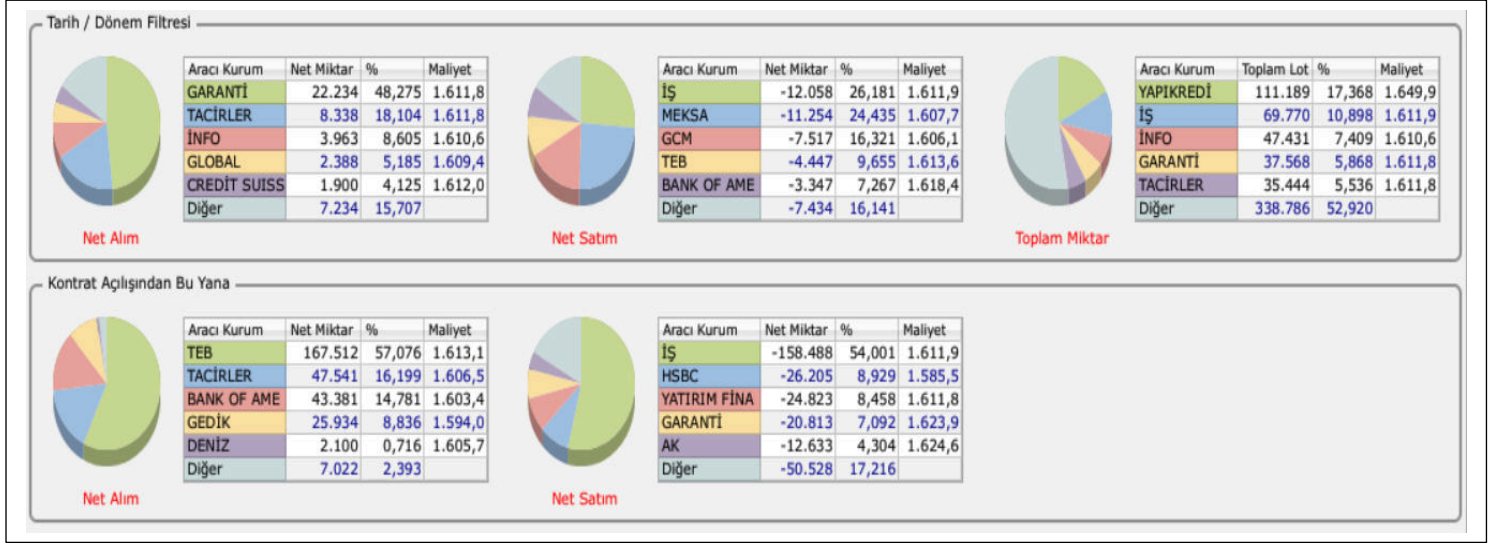 Tarih / Dönem Filtresi
Aracı Kurum Net Miktar % Maliyet
GARANTİ 22.234 48,275 1.611,8
TACİRLER 8.338 18,104 1.611,8
İNFO 3.963 8,605 1.610,6
GLOBAL 2.388 5,185 1.609,4
CREDİT SUISS 1.900 4,125 1.612,0
Diğer 7.234 15,707
Net Alım
Aracı Kurum Net Miktar % Maliyet
İŞ -12.058 26,181 1.611,9
MEKSA -11.254 24,435 1.607,7
GCM -7.517 16,321 1.606,1
TEB -4.447 9,655 1.613,6
BANK OF AME -3.347 7,267 1.618,4
Diğer -7.434 16,141
Net Satım
Aracı Kurum Toplam Lot % Maliyet
YAPIKREDİ 111.189 17,368 1.649,9
İŞ 69.770 10,898 1.611,9
İNFO 47.431 7,409 1.610,6
GARANTİ 37.568 5,868 1.611,8
TACİRLER 35.444 5,536 1.611,8
Diğer 338.786 52,920
Toplam Miktar
Kontrat Açılışından Bu Yana
Aracı Kurum Net Miktar % Maliyet
TEB 167.512 57,076 1.613,1
TACİRLER 47.541 16,199 1.606,5
BANK OF AME 43.381 14,781 1.603,4
GEDİK 25.934 8,836 1.594,0
DENİZ 2.100 0,716 1.605,7
Diğer 7.022 2,393
Net Alım
Aracı Kurum Net Miktar % Maliyet
İŞ -158.488 54,001 1.611,9
HSBC -26.205 8,929 1.585,5
YATIRIM FİNA -24.823 8,458 1.611,8
GARANTİ -20.813 7,092 1.623,9
AK -12.633 4,304 1.624,6
Diğer -50.528 17,216
Net Satım